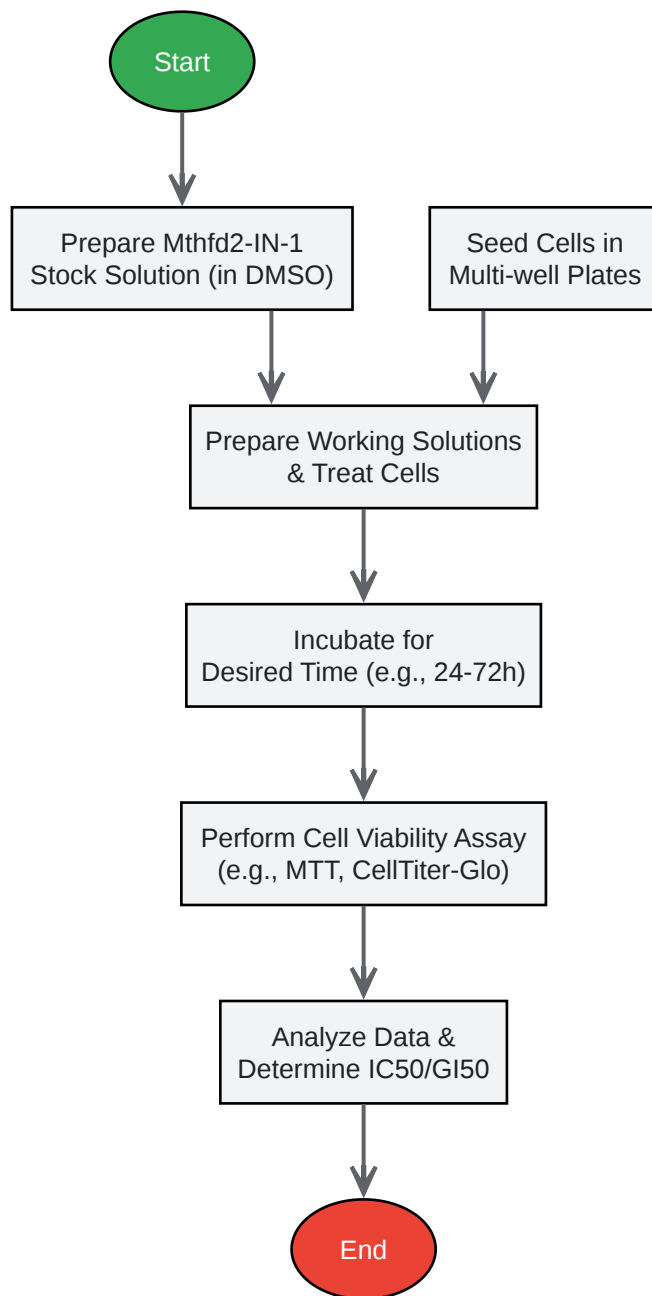 Start
Prepare Mthfd2-IN-1
Stock Solution (in DMSO)
Seed Cells in
Multi-well Plates
Prepare Working Solutions
& Treat Cells
Incubate for
Desired Time (e.g., 24-72h)
Perform Cell Viability Assay
(e.g., MTT, CellTiter-Glo)
Analyze Data &
Determine IC50/GI50
End